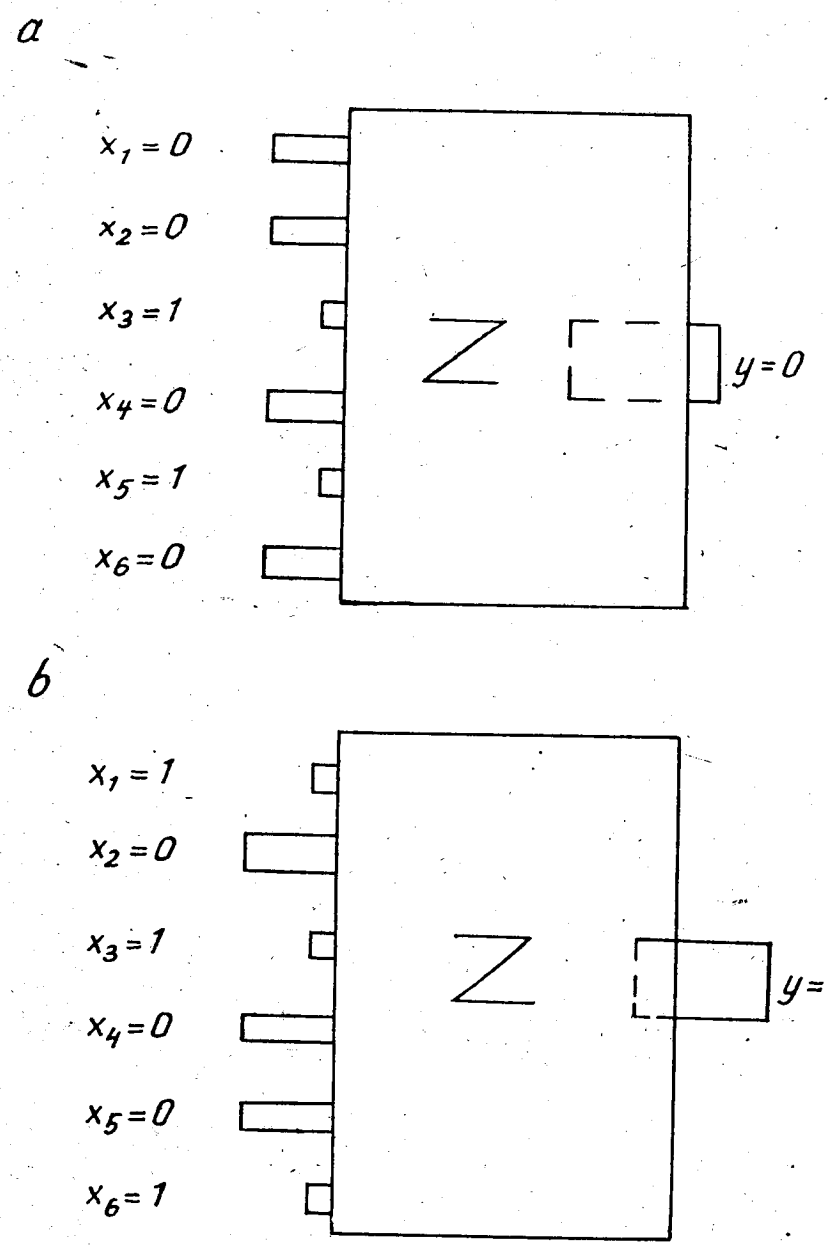 a
x₁ = 0
x₂ = 0
x₃ = 1
Z
y = 0
x₄ = 0
x₅ = 1
x₆ = 0
b
x₁ = 1
x₂ = 0
x₃ = 1
Z
y =
x₄ = 0
x₅ = 0
x₆ = 1